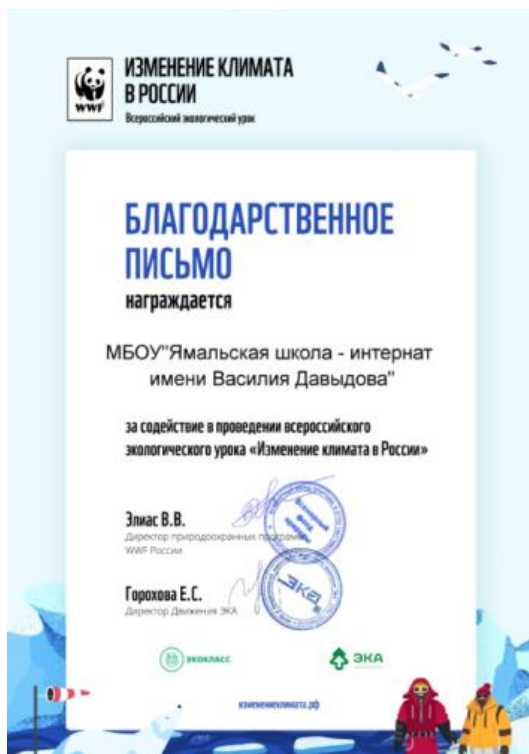 WWF
ИЗМЕНЕНИЕ КЛИМАТА
В РОССИИ
Всероссийский экологический урок
БЛАГОДАРСТВЕННОЕ
ПИСЬМО
награждается
МБОУ"Ямальская школа - интернат
имени Василия Давыдова"
за содействие в проведении всероссийского
экологического урока «Изменение климата в России»
Элиас В.В.
Директор природоохранных программ
WWF России
Горохова Е.С.
Директор Движения ЭКА
ЭКА
ЭКОКЛАСС
ЭКА
изменениеклимата.рф